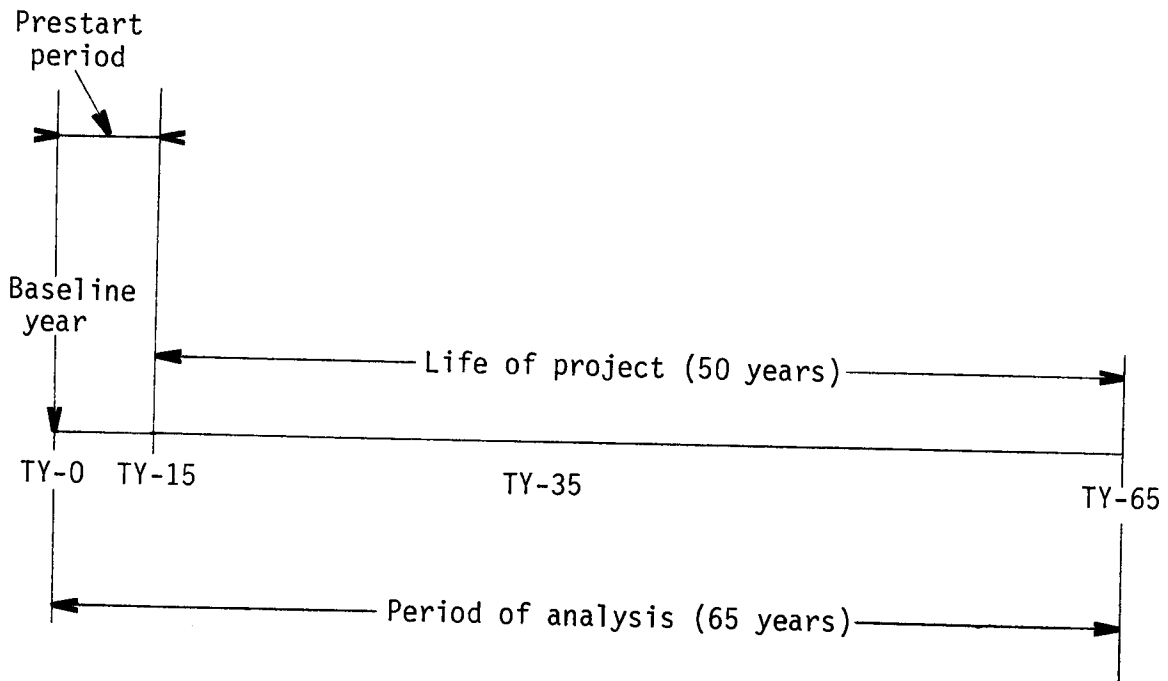 Prestart
period
Baseline
year
Life of project (50 years)
TY-0 TY-15 TY-35 TY-65
Period of analysis (65 years)